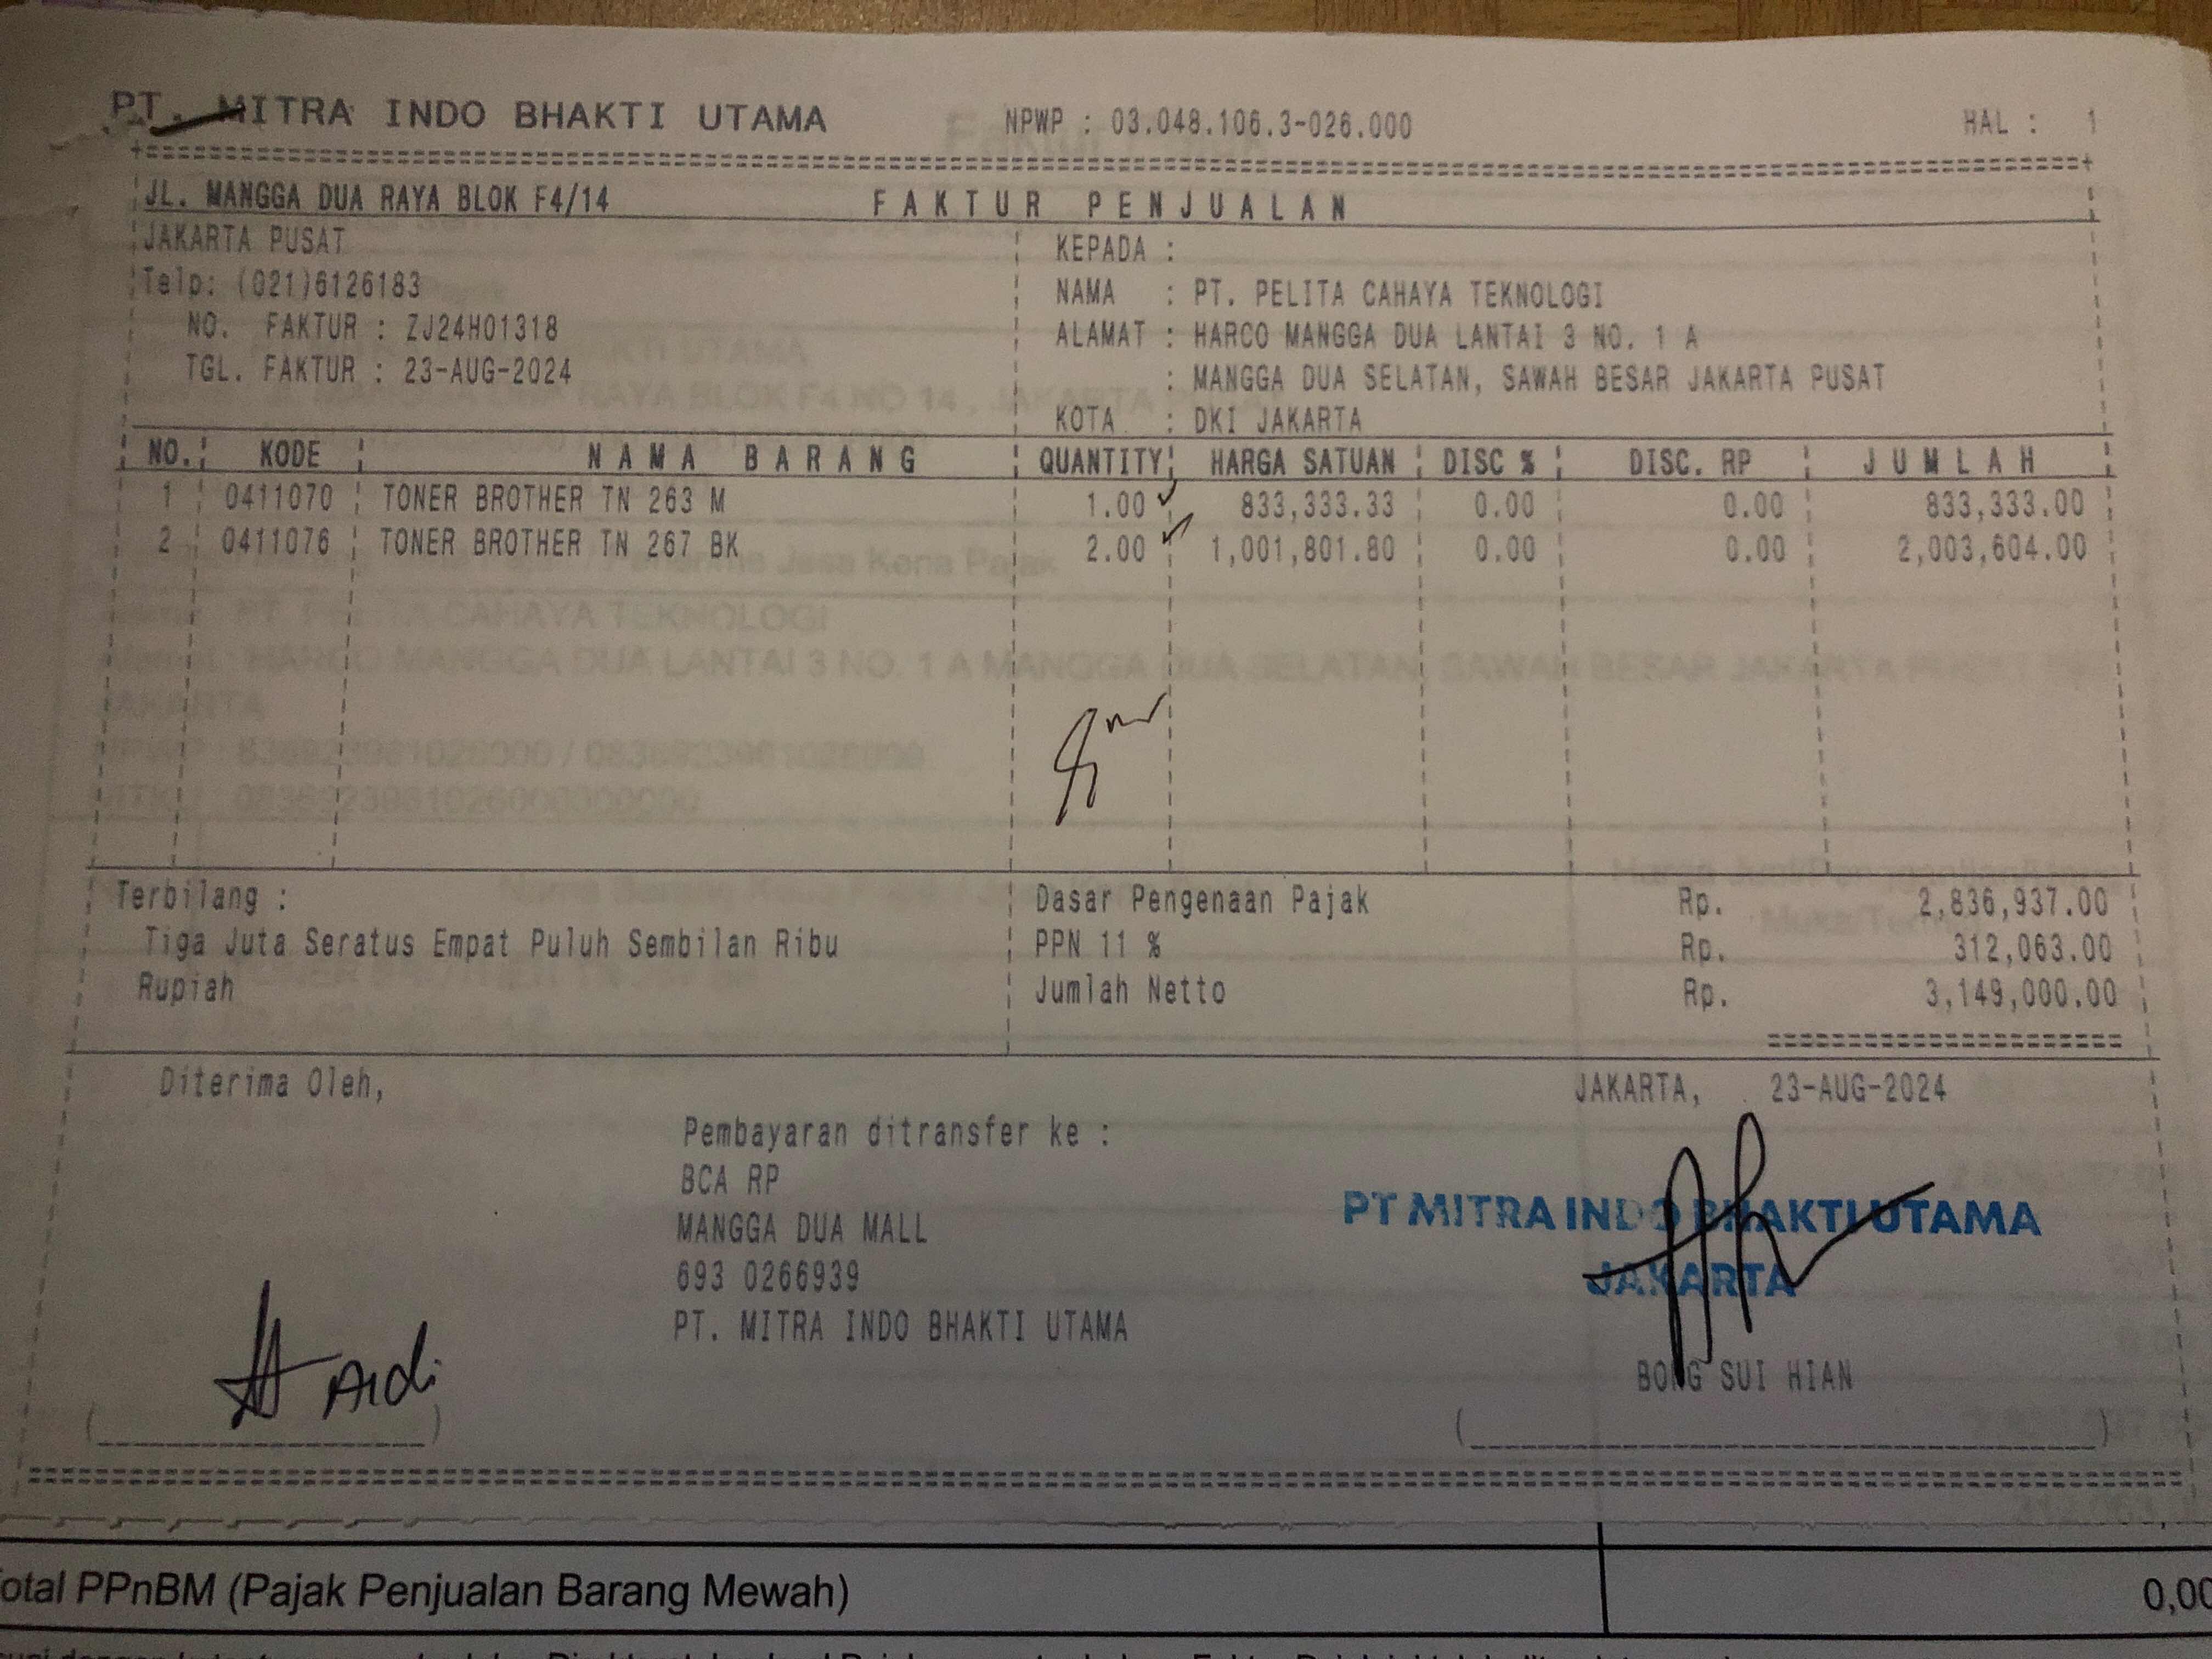 PT. MITRA INDO BHAKTI UTAMA NPWP : 03.048.106.3-026.000 HAL : 1
JL. MANGGA DUA RAYA BLOK F4/14 FAKTUR PENJUALAN
JAKARTA PUSAT KEPADA :
Telp: (021)6126183 NAMA : PT. PELITA CAHAYA TEKNOLOGI
NO. FAKTUR : ZJ24H01318 ALAMAT : HARCO MANGGA DUA LANTAI 3 NO. 1 A
TGL. FAKTUR : 23-AUG-2024 : MANGGA DUA SELATAN, SAWAH BESAR JAKARTA PUSAT
KOTA : DKI JAKARTA
NO. KODE NAMA BARANG QUANTITY HARGA SATUAN DISC % DISC. RP JUMLAH
1 0411070 TONER BROTHER TN 263 M 1.00 833,333.33 0.00 0.00 833,333.00
2 0411076 TONER BROTHER TN 267 BK 2.00 1,001,801.80 0.00 0.00 2,003,604.00
Terbilang : Dasar Pengenaan Pajak Rp. 2,836,937.00
Tiga Juta Seratus Empat Puluh Sembilan Ribu PPN 11 % Rp. 312,063.00
Rupiah Jumlah Netto Rp. 3,149,000.00
Diterima Oleh, JAKARTA, 23-AUG-2024
Pembayaran ditransfer ke :
BCA RP
MANGGA DUA MALL
693 0266939
PT. MITRA INDO BHAKTI UTAMA
PT MITRA INDO BHAKTI UTAMA
JAKARTA
Ardi
BONG SUI HIAN
otal PPnBM (Pajak Penjualan Barang Mewah) 0,00